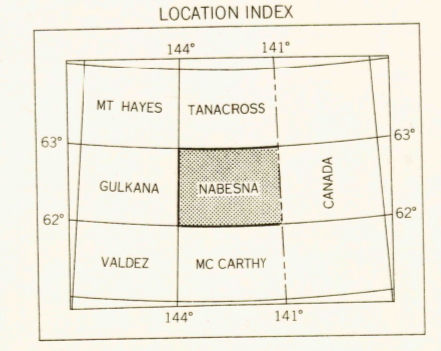 LOCATION INDEX
144° 141°
MT HAYES TANACROSS
63° 63°
GULKANA NABESNA CANADA
62° 62°
VALDEZ MC CARTHY
144° 141°